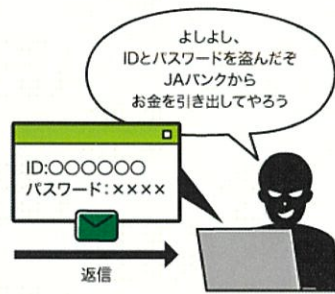 よしよし、
IDとパスワードを盗んだぞ
JAバンクから
お金を引き出してやろう
ID:〇〇〇〇〇〇
パスワード:××××
返信